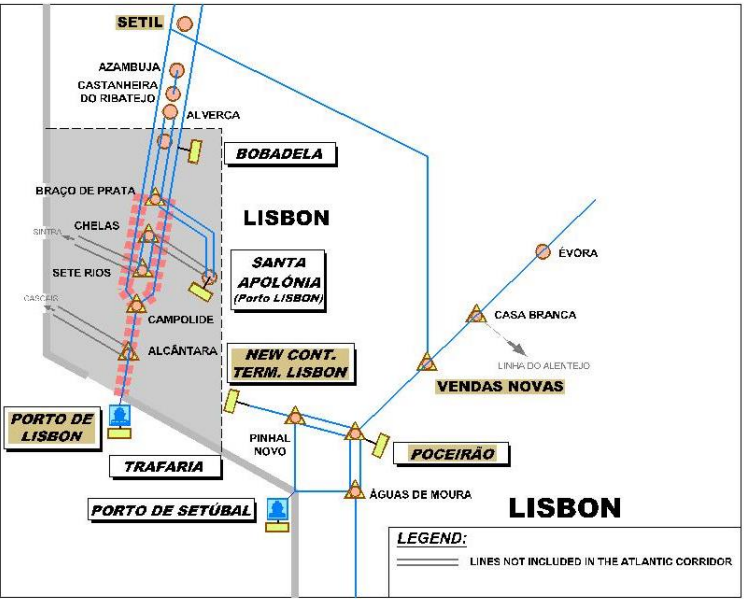 SETIL
AZAMBUJA
CASTANHEIRA
DO RIBATEJO
ALVERCA
BOBADELA
BRAÇO DE PRATA
LISBON
CHELAS
SINTRA
SETE RIOS
SANTA
APOLÓNIA
(Porto LISBON)
ÉVORA
CASCAIS
CAMPOLIDE
CASA BRANCA
ALCÂNTARA
NEW CONT.
TERM. LISBON
LINHA DO ALENTEJO
VENDAS NOVAS
PORTO DE
LISBON
PINHAL
NOVO
POCEIRÃO
TRAFARIA
ÁGUAS DE MOURA
PORTO DE SETÚBAL
LISBON
LEGEND:
LINES NOT INCLUDED IN THE ATLANTIC CORRIDOR